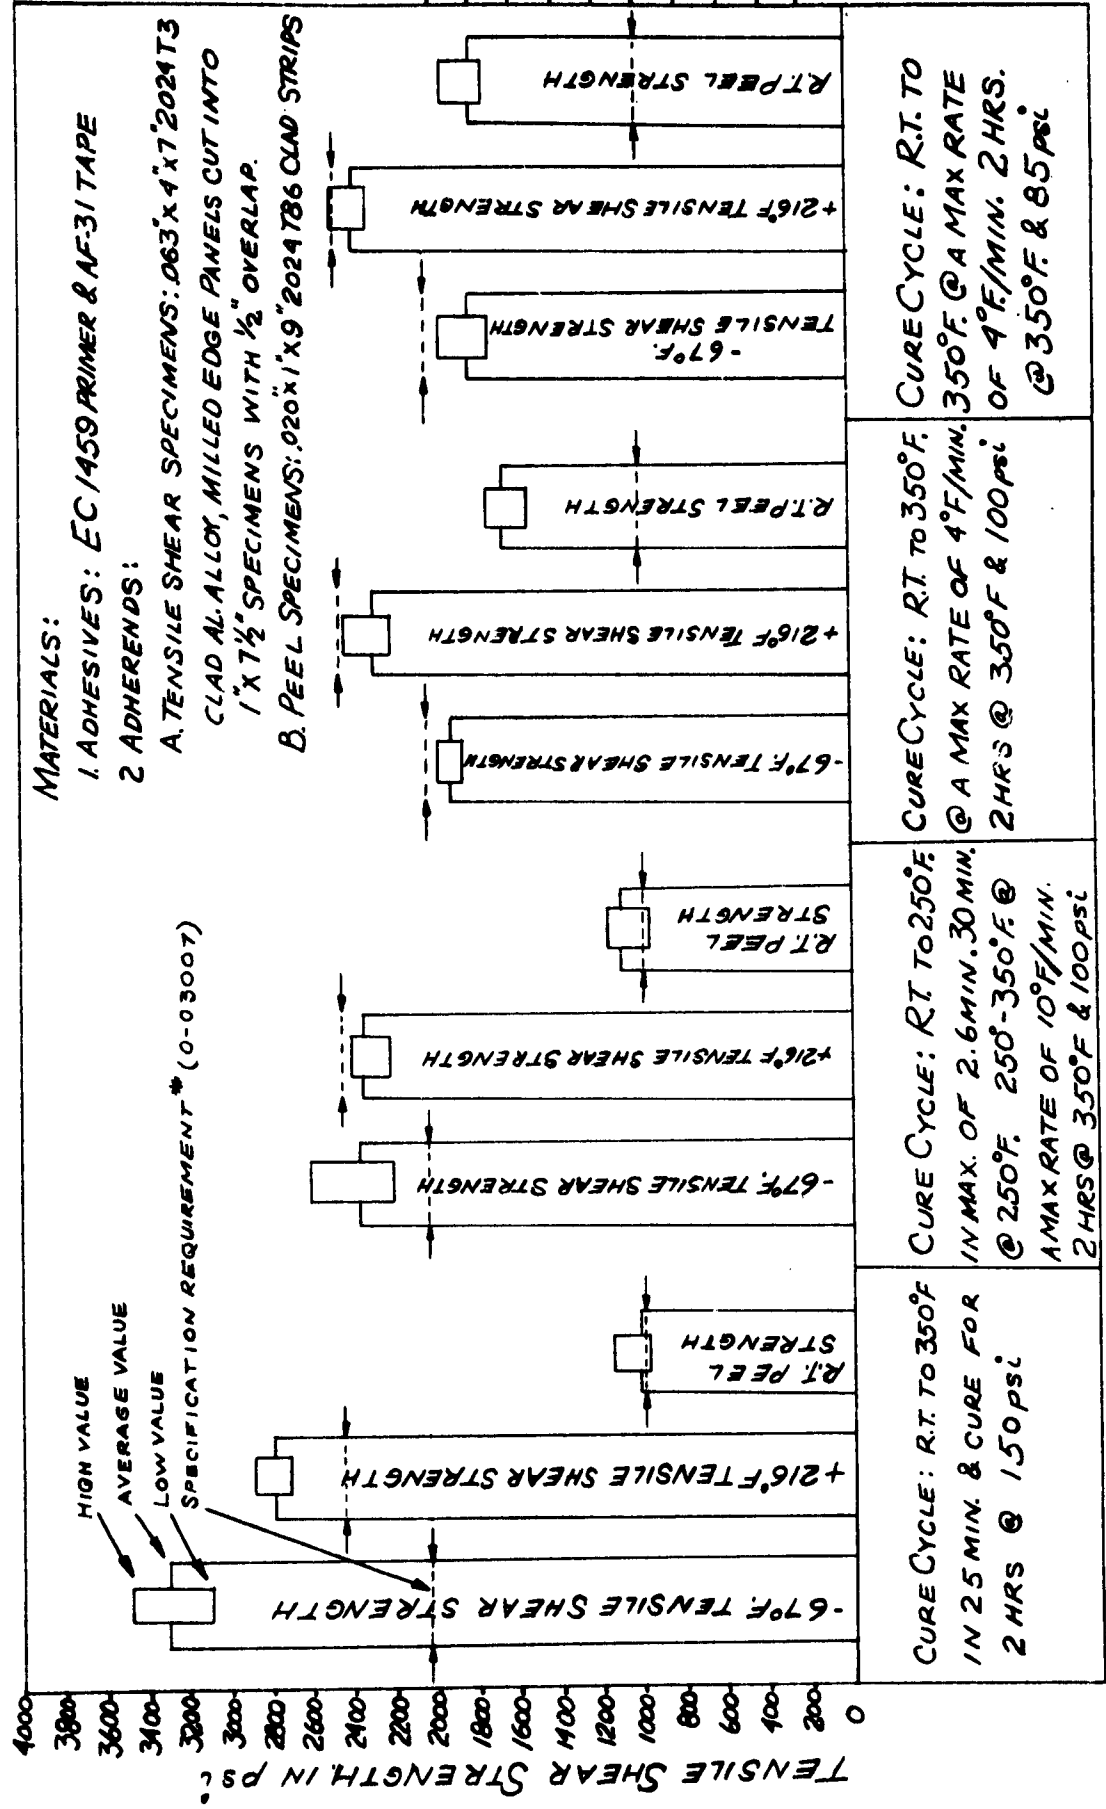 MATERIALS:
1. ADHESIVES: EC 1459 PRIMER & AF-31 TAPE
2 ADHERENDS:
A. TENSILE SHEAR SPECIMENS: .063"X 4"X 7" 2024 T3
CLAD AL. ALLOY, MILLED EDGE PANELS CUT INTO
1"X 7½" SPECIMENS WITH ½" OVERLAP.
B. PEEL SPECIMENS: .020"X 1"X 9" 2024 T86 CLAD STRIPS
HIGH VALUE
AVERAGE VALUE
LOW VALUE
SPECIFICATION REQUIREMENT* (0-03007)
TENSILE SHEAR STRENGTH, IN psi
4000
3800
3600
3400
3200
3000
2800
2600
2400
2200
2000
1800
1600
1400
1200
1000
800
600
400
200
0
-67°F. TENSILE SHEAR STRENGTH
+216°F TENSILE SHEAR STRENGTH
R.T. PEEL
STRENGTH
-67°F. TENSILE SHEAR STRENGTH
+216°F TENSILE SHEAR STRENGTH
R.T. PEEL
STRENGTH
-67°F. TENSILE SHEAR STRENGTH
+216°F TENSILE SHEAR STRENGTH
R.T. PEEL STRENGTH
-67°F.
TENSILE SHEAR STRENGTH
+216°F TENSILE SHEAR STRENGTH
R.T. PEEL STRENGTH
CURE CYCLE: R.T. TO 350°F
IN 25 MIN. & CURE FOR
2 HRS @ 150 psi
CURE CYCLE: R.T. TO 250°F.
IN MAX. OF 2.6 MIN. 30 MIN.
@ 250°F. 250°-350°F. @
A MAX RATE OF 10°F/MIN.
2 HRS @ 350°F & 100 psi
CURE CYCLE: R.T. TO 350°F.
@ A MAX RATE OF 4°F/MIN.
2 HRS @ 350°F & 100 psi
CURE CYCLE: R.T. TO
350°F. @ A MAX RATE
OF 4°F./MIN. 2 HRS.
@ 350°F. & 85 psi